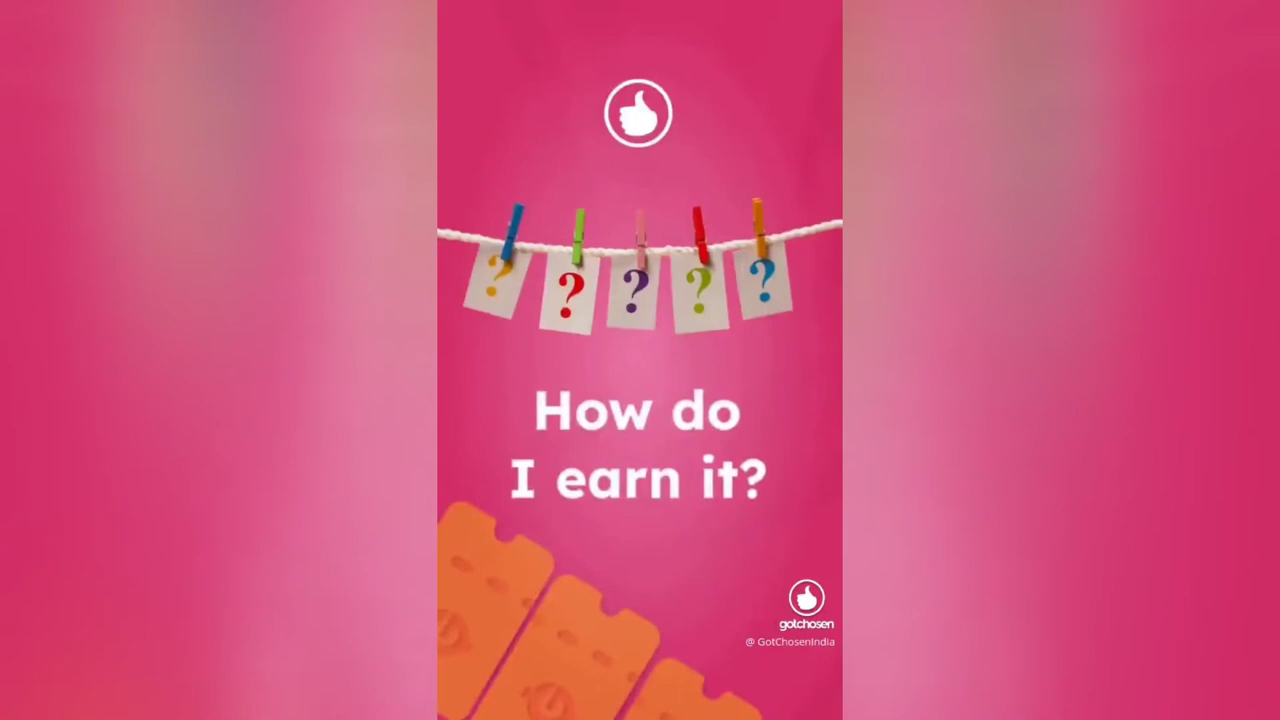 ? ? ? ? ?
How do
I earn it?
gotchosen
@ GotChosenIndia